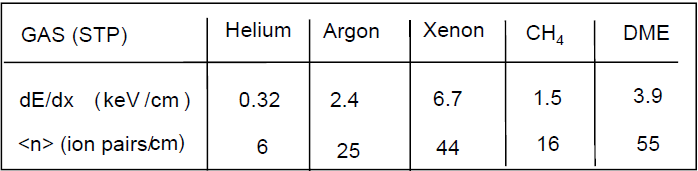 GAS (STP) Helium Argon Xenon CH4 DME
dE/dx (keV/cm) 0.32 2.4 6.7 1.5 3.9
<n> (ion pairs/cm) 6 25 44 16 55